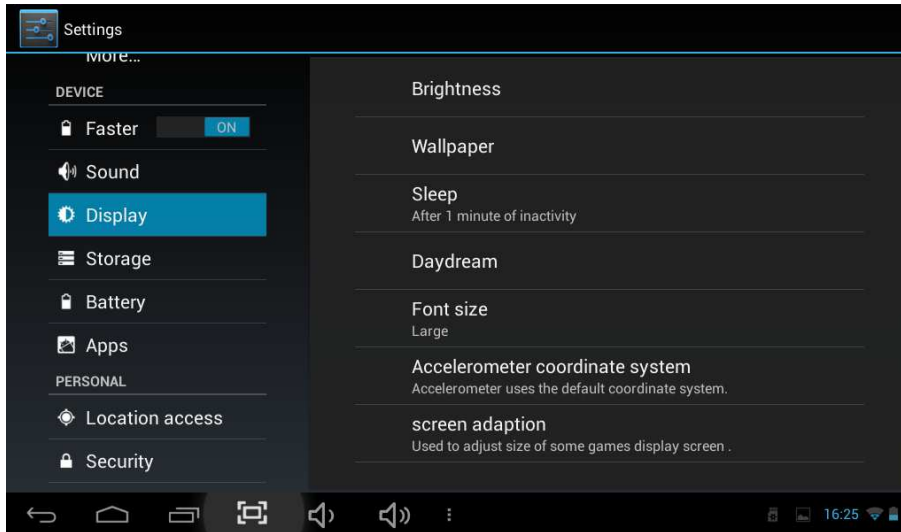 Settings
More...
DEVICE
Faster ON
Sound
Display
Storage
Battery
Apps
PERSONAL
Location access
Security
Brightness
Wallpaper
Sleep
After 1 minute of inactivity
Daydream
Font size
Large
Accelerometer coordinate system
Accelerometer uses the default coordinate system.
screen adaption
Used to adjust size of some games display screen .
16:25